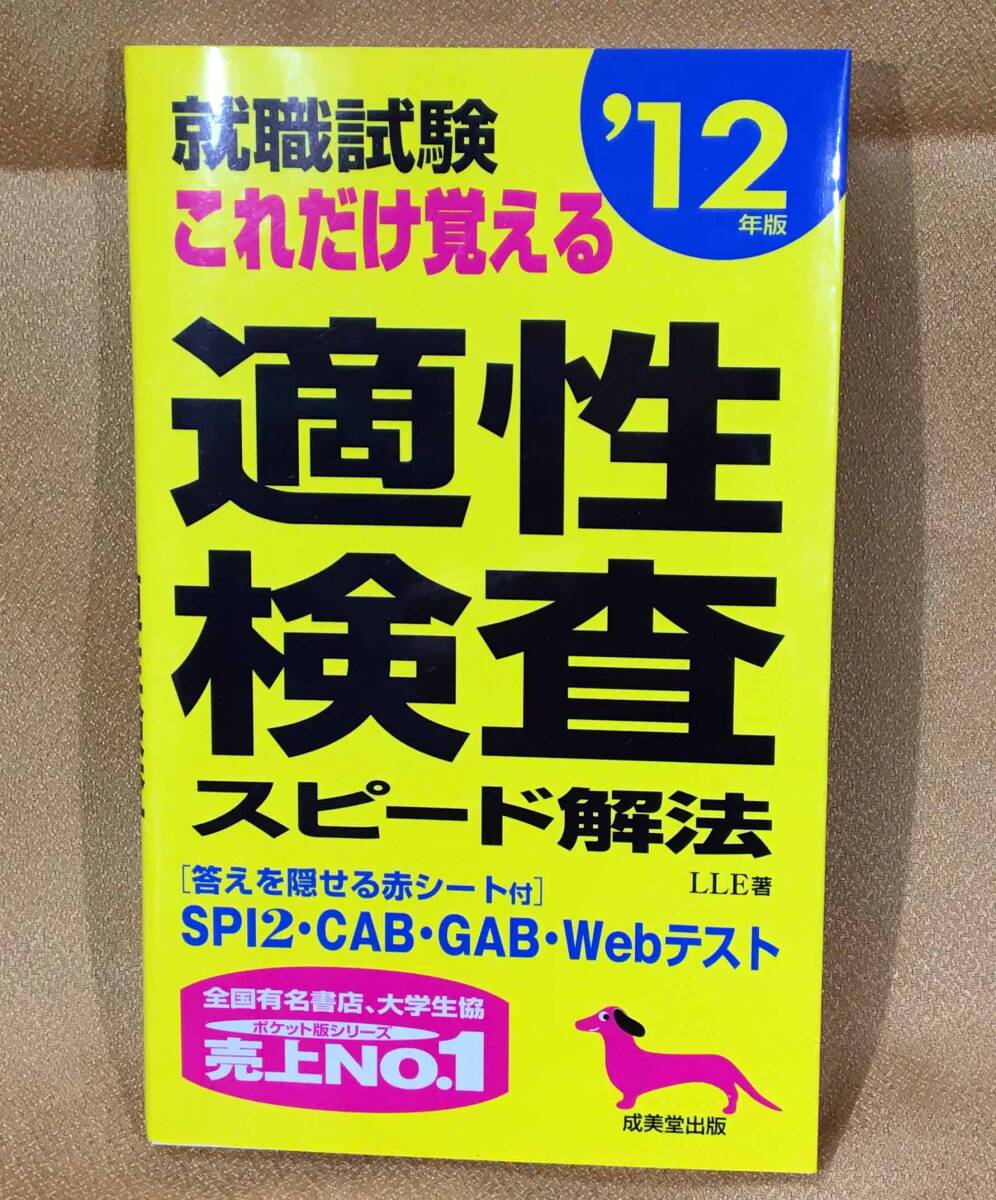 就職試験
これだけ覚える
'12
年版
適性
検査
スピード解法
[答えを隠せる赤シート付]
LLE著
SPI2・CAB・GAB・Webテスト
全国有名書店、大学生協
ポケット版シリーズ
売上No.1
成美堂出版